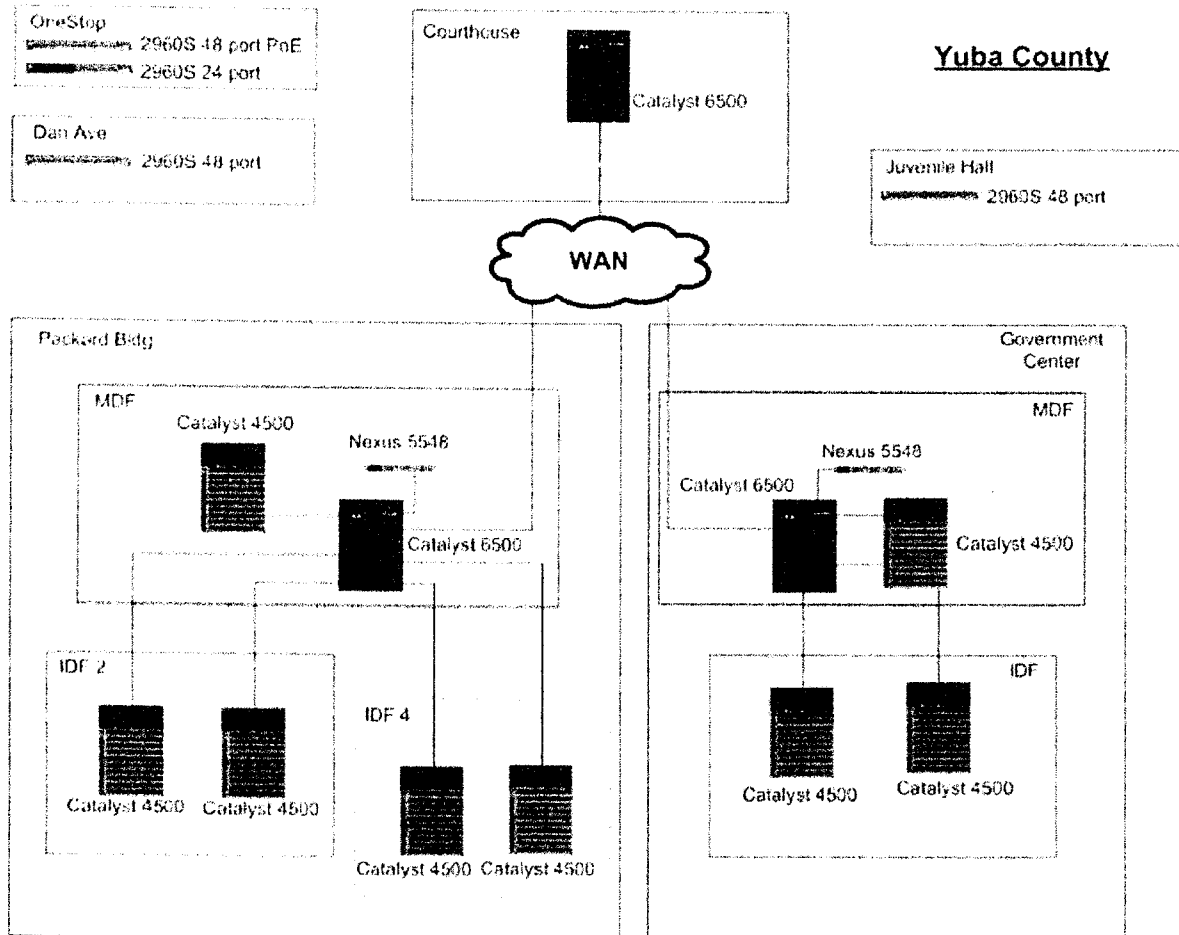 OneStop
2960S 48 port PoE
2960S 24 port
Dan Ave
2960S 48 port
Courthouse
Catalyst 6500
Yuba County
Juvenile Hall
2960S 48 port
WAN
Packard Bldg
MDF
Catalyst 4500
Nexus 5548
Catalyst 6500
IDF 2
Catalyst 4500
Catalyst 4500
IDF 4
Catalyst 4500
Catalyst 4500
Government
Center
MDF
Nexus 5548
Catalyst 6500
Catalyst 4500
IDF
Catalyst 4500
Catalyst 4500